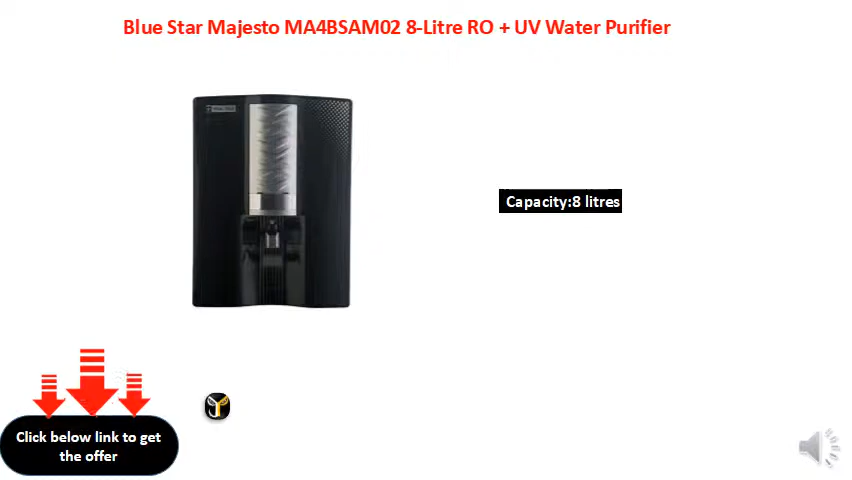 Blue Star Majesto MA4BSAM02 8-Litre RO + UV Water Purifier
Capacity:8 litres
Click below link to get
the offer